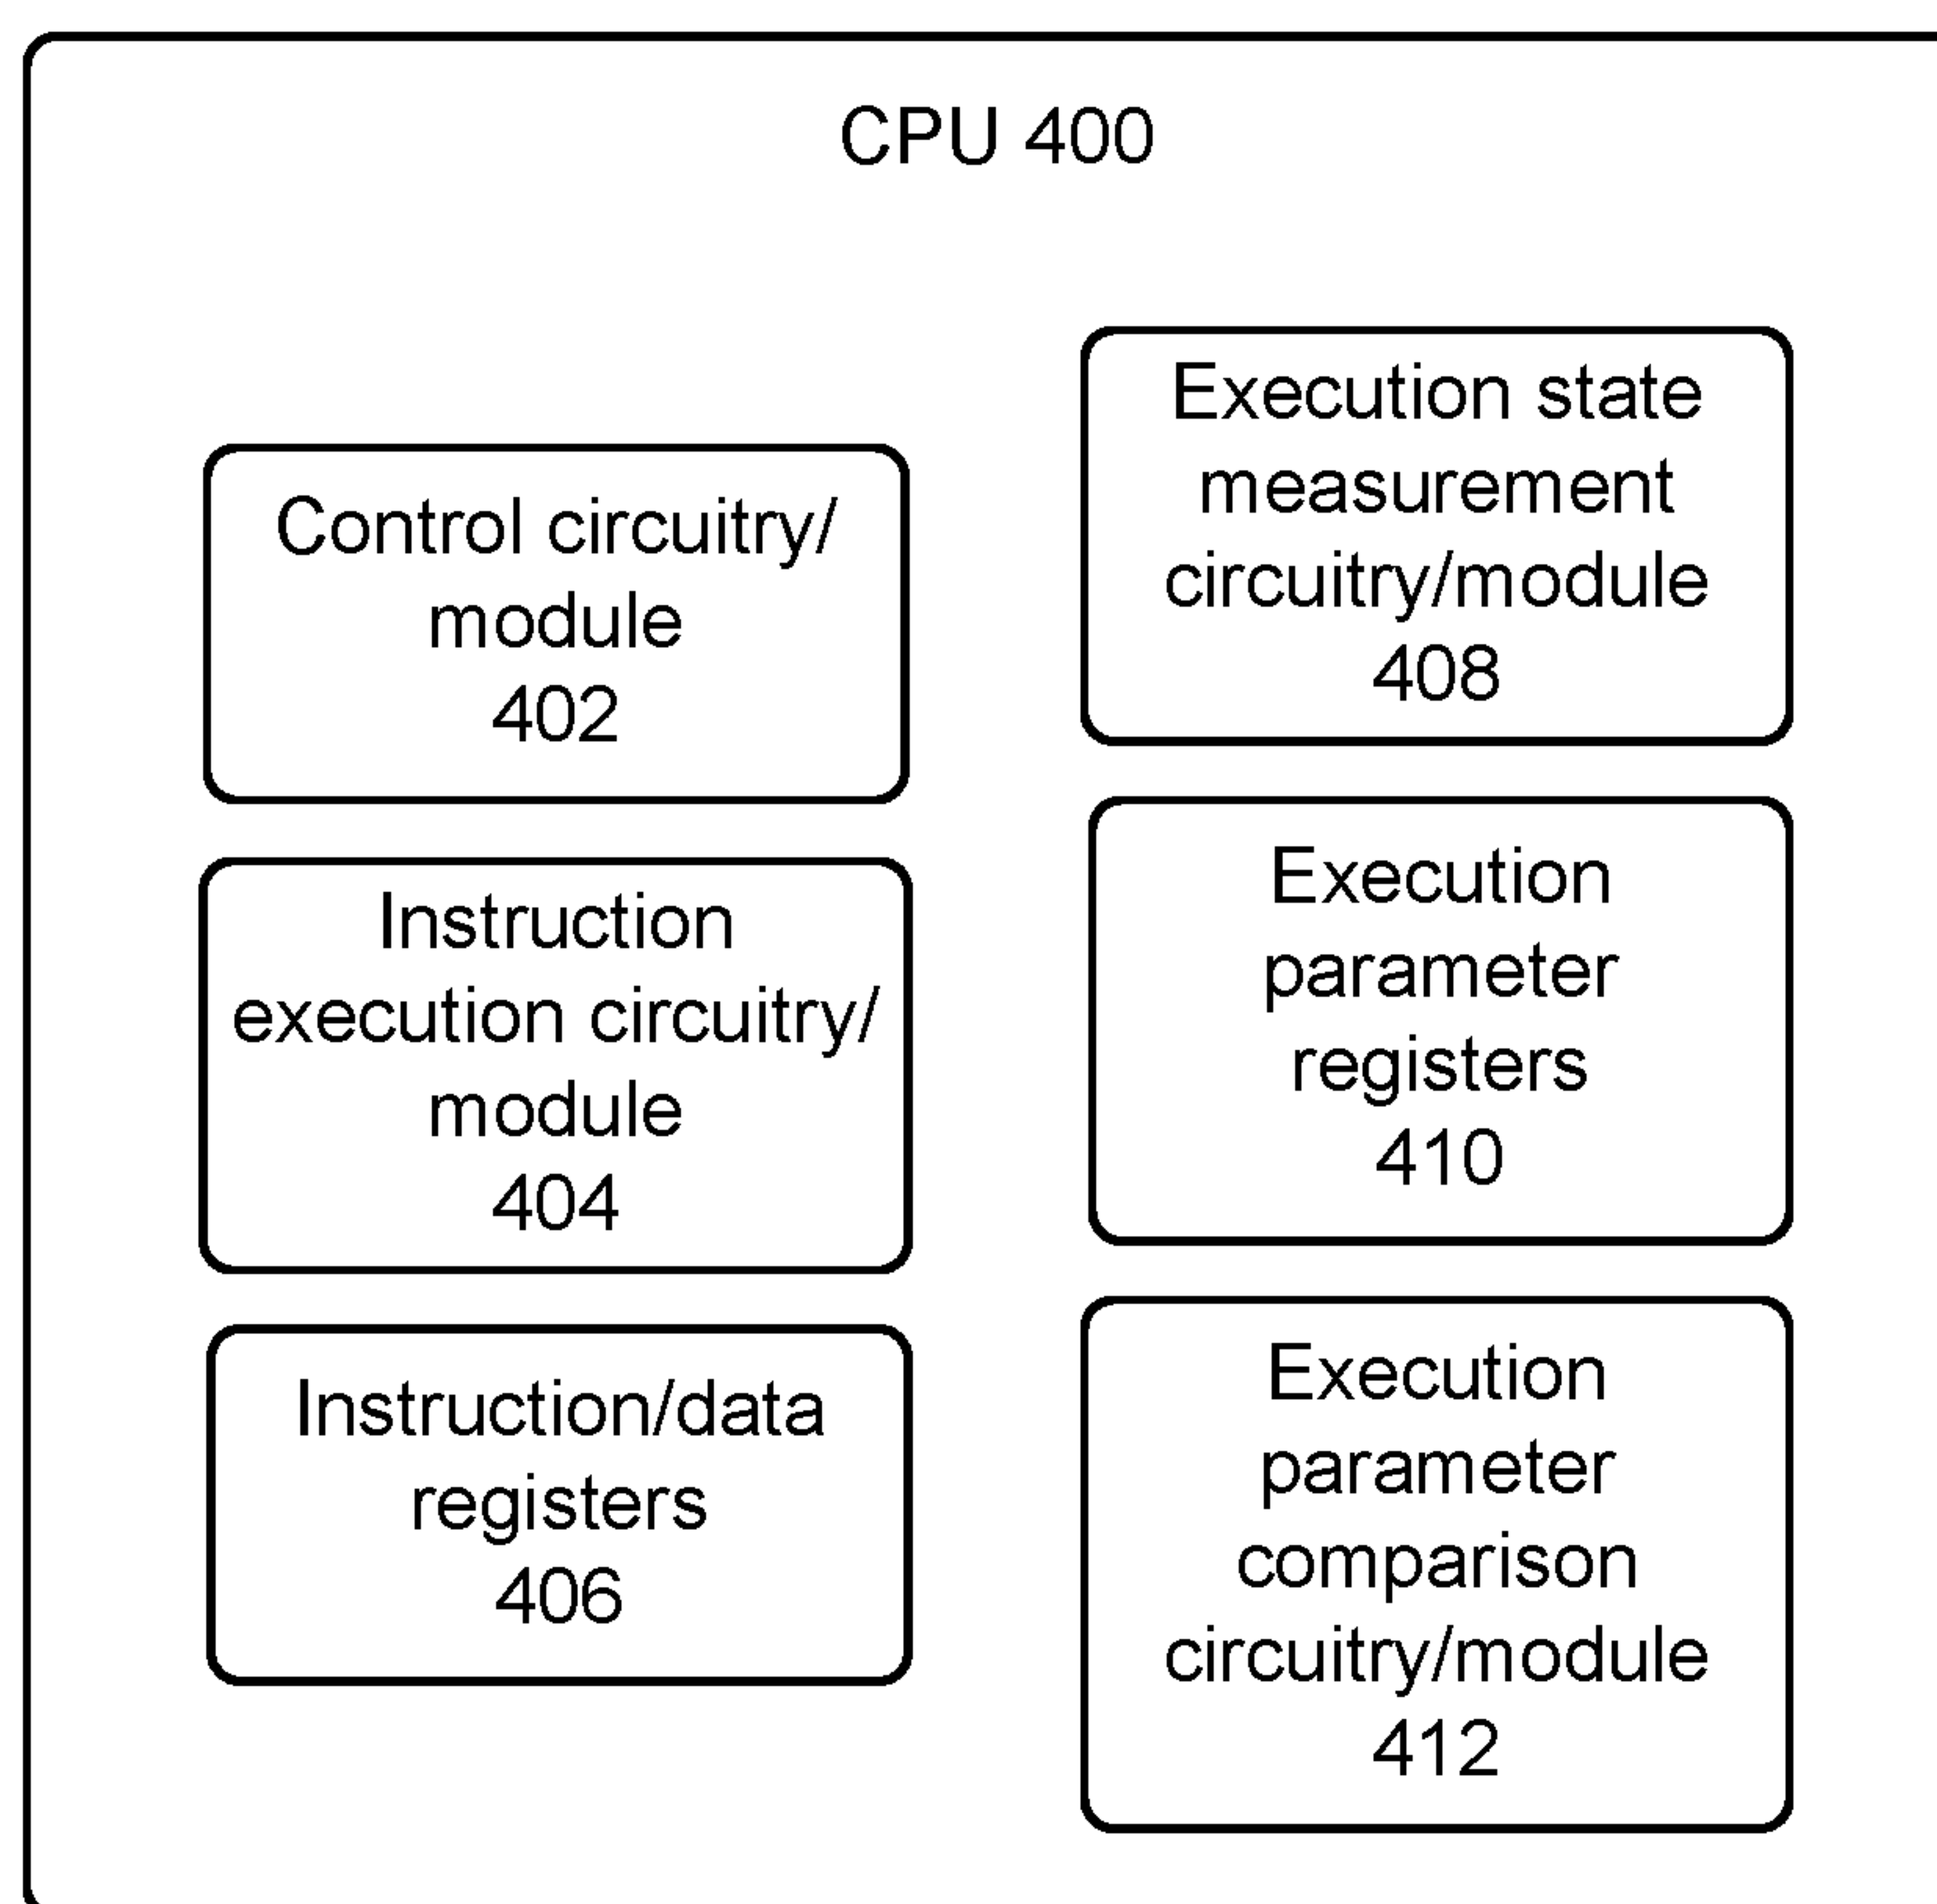 CPU 400
Control circuitry/
module
402
Instruction
execution circuitry/
module
404
Instruction/data
registers
406
Execution state
measurement
circuitry/module
408
Execution
parameter
registers
410
Execution
parameter
comparison
circuitry/module
412